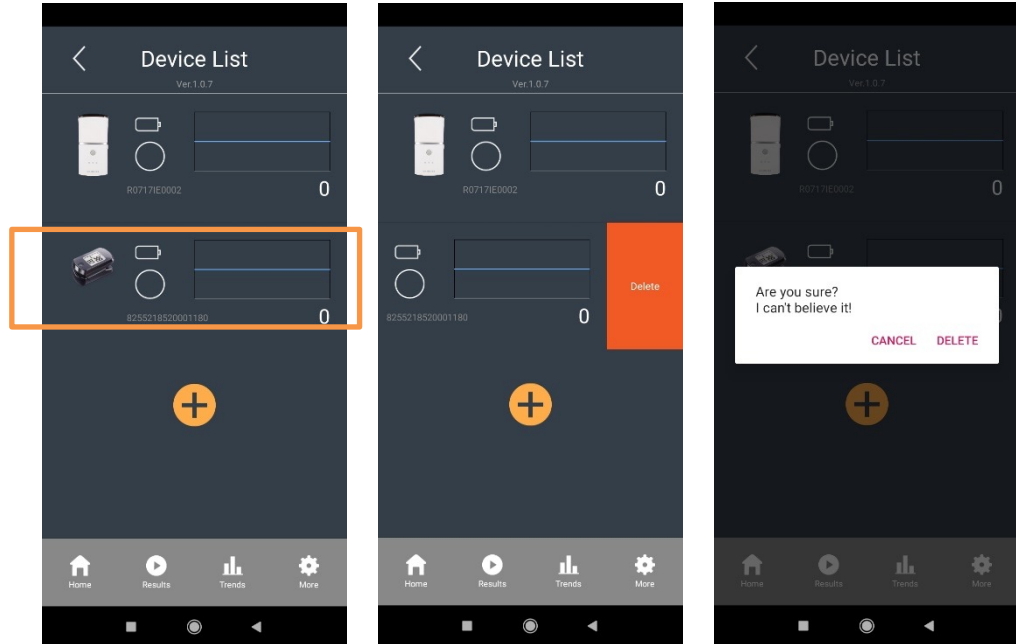 Device List
Ver.1.0.7
R0717IE0002
0
8255218520001180
0
Home
Results
Trends
More
Device List
Ver.1.0.7
R0717IE0002
0
Delete
8255218520001180
0
Home
Results
Trends
More
Device List
Ver.1.0.7
R0717IE0002
0
Are you sure?
I can't believe it!
CANCEL DELETE
Home
Results
Trends
More